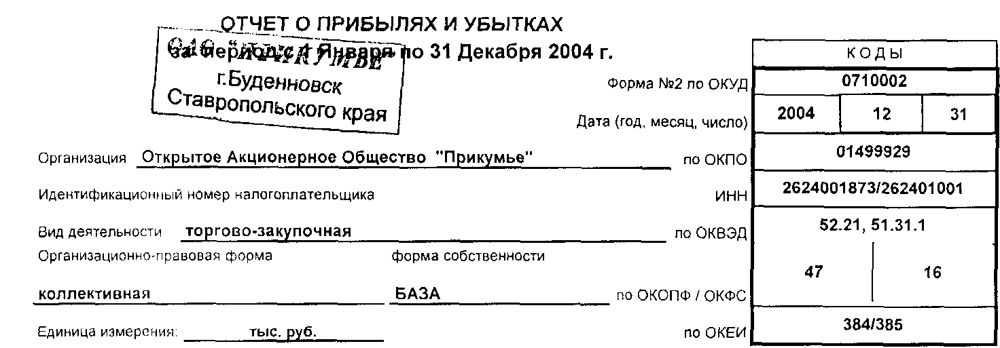 ОТЧЕТ О ПРИБЫЛЯХ И УБЫТКАХ
за период с 1 Января по 31 Декабря 2004 г.
ОАО "ПРИКУМЬЕ"
г.Буденновск
Ставропольского края
КОДЫ
Форма №2 по ОКУД 0710002
Дата (год, месяц, число) 2004 12 31
Организация Открытое Акционерное Общество "Прикумье" по ОКПО 01499929
Идентификационный номер налогоплательщика ИНН 2624001873/262401001
Вид деятельности торгово-закупочная по ОКВЭД 52.21, 51.31.1
Организационно-правовая форма форма собственности
коллективная БАЗА по ОКОПФ / ОКФС 47 16
Единица измерения: тыс. руб. по ОКЕИ 384/385